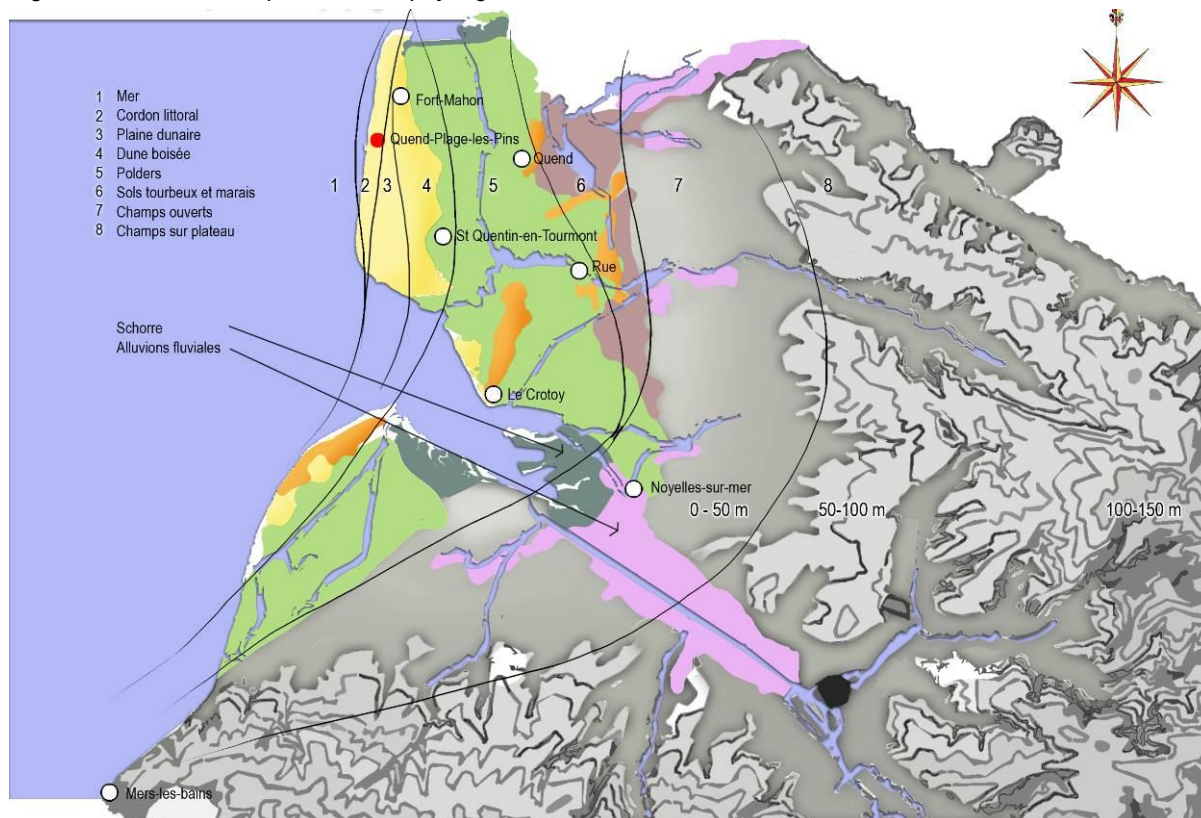 1 Mer
2 Cordon littoral
3 Plaine dunaire
4 Dune boisée
5 Polders
6 Sols tourbeux et marais
7 Champs ouverts
8 Champs sur plateau
Fort-Mahon
Quend-Plage-les-Pins
Quend
1 2 3 4 5 6 7 8
St Quentin-en-Tourmont
Rue
Schorre
Alluvions fluviales
Le Crotoy
Noyelles-sur-mer
0 - 50 m
50-100 m
100-150 m
Mers-les-bains